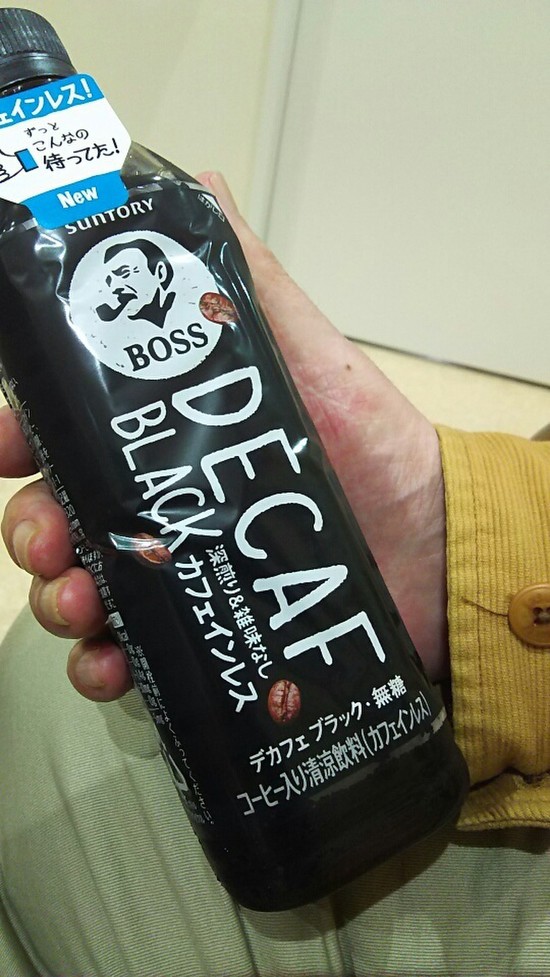 ェインレス!
ずっと
こんなの
待ってた!
New
SUNTORY
BOSS
DECAF
BLACK カフェインレス
深煎り&雑味なし
デカフェ ブラック・無糖
コーヒー入り清涼飲料(カフェインレス)